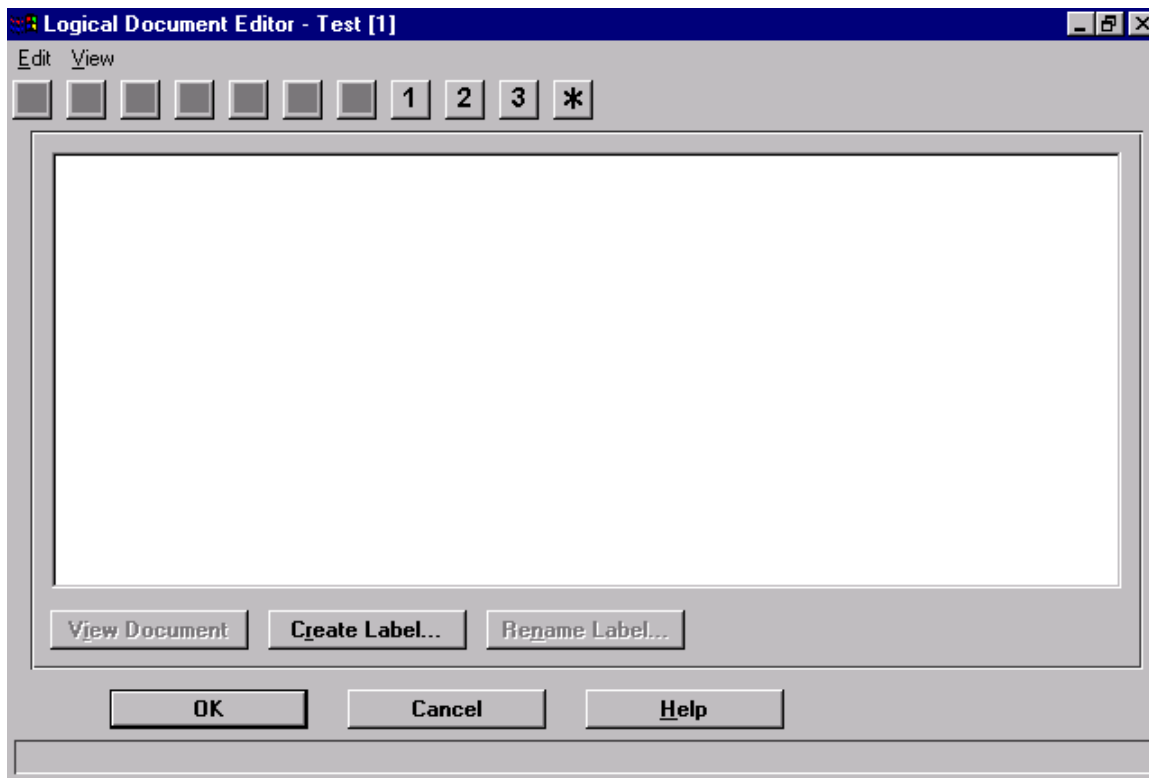 Logical Document Editor - Test [1]
Edit View
1 2 3 *
View Document Create Label... Rename Label...
OK Cancel Help